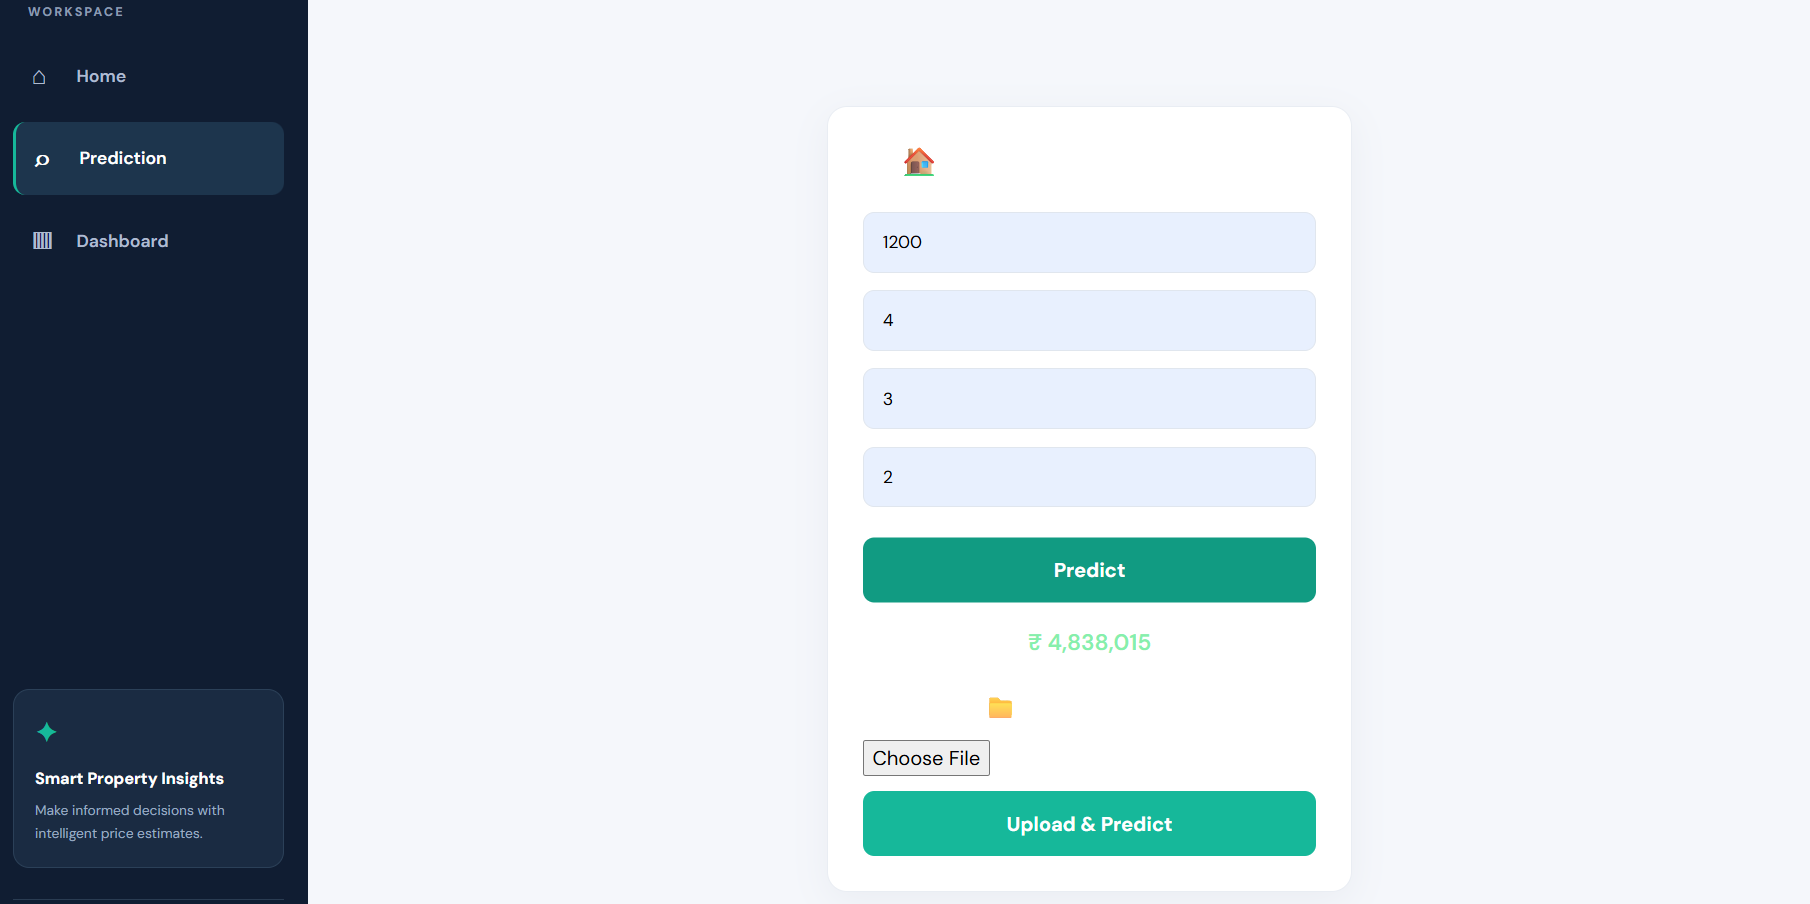 WORKSPACE
Home
Prediction
Dashboard
Smart Property Insights
Make informed decisions with
intelligent price estimates.
1200
4
3
2
Predict
₹ 4,838,015
Choose File
Upload & Predict